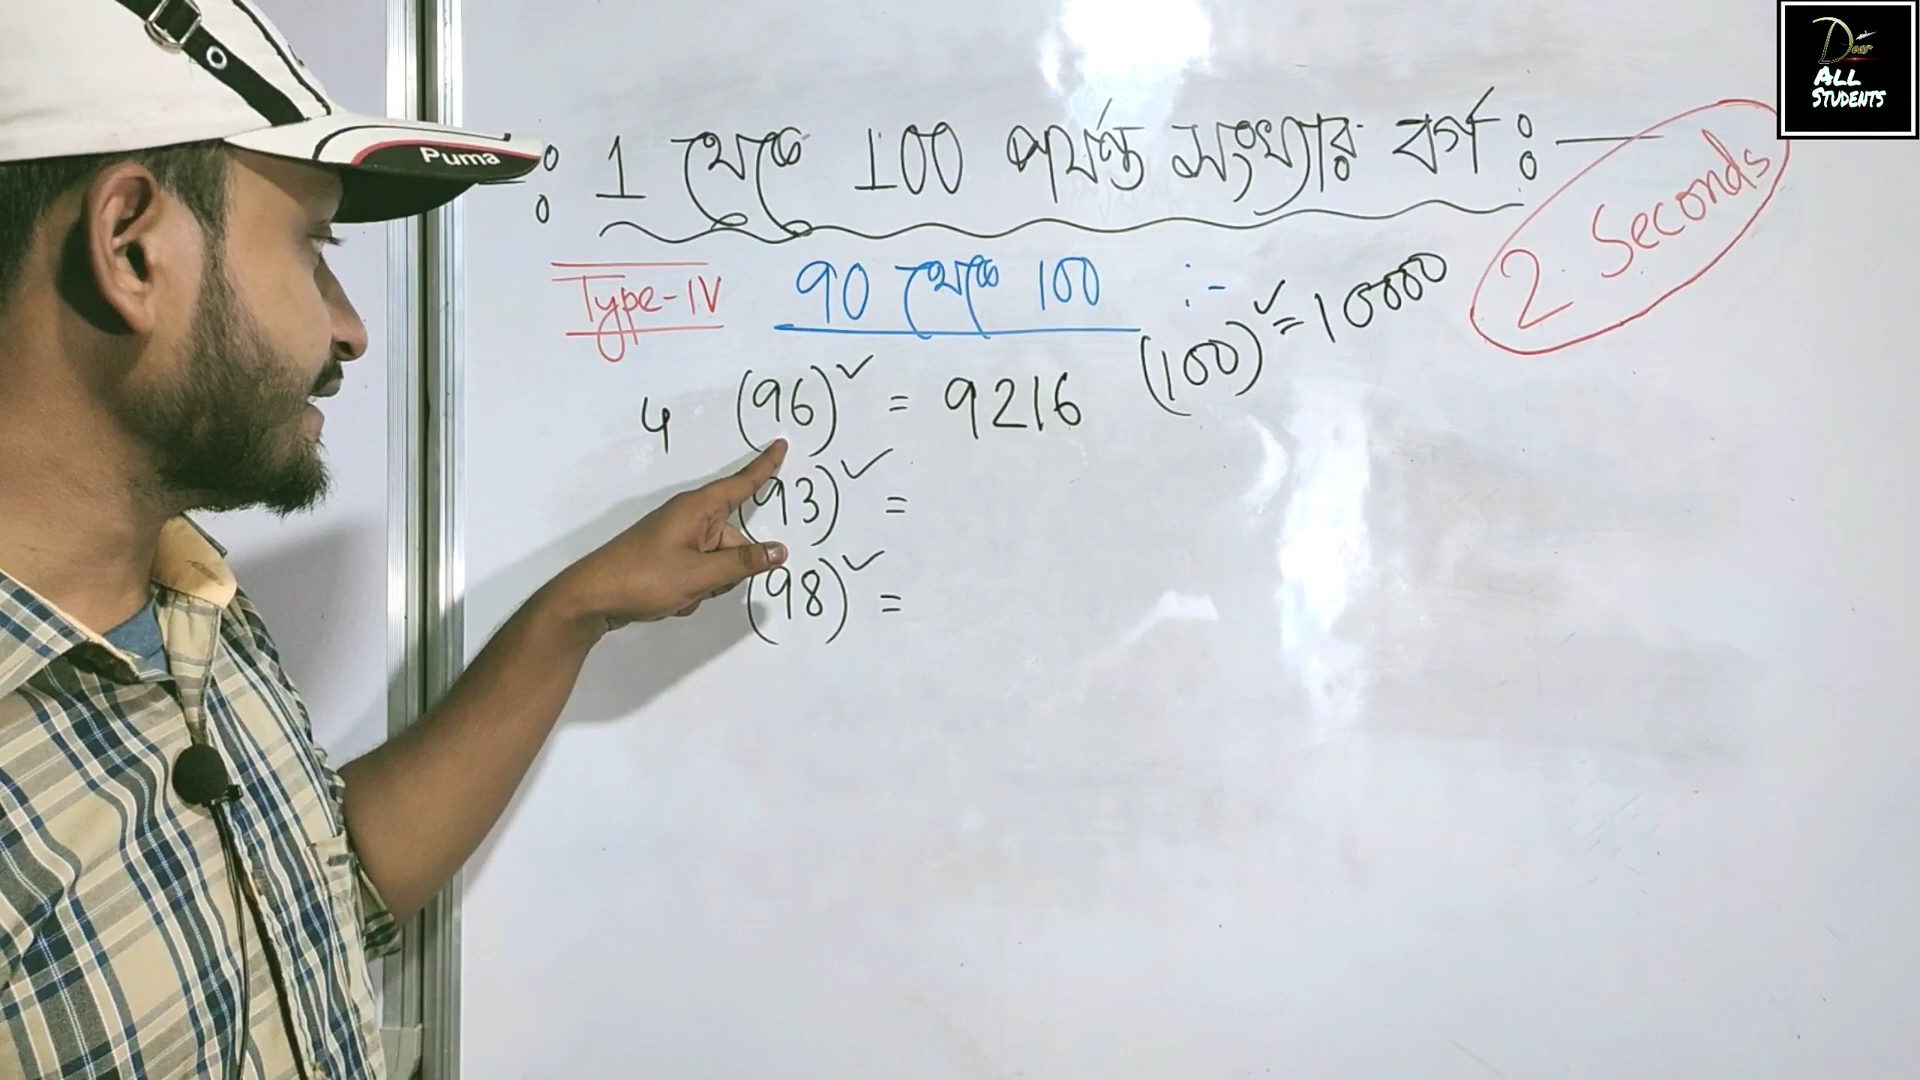 Dear
ALL
STUDENTS
Puma
:1 থেকে 100 পর্যন্ত সংখ্যার বর্গ :—
2 Seconds
Type-IV 90 থেকে 100 :-
(100)² = 10000
4 (96)² = 9216
(93)² =
(98)² =